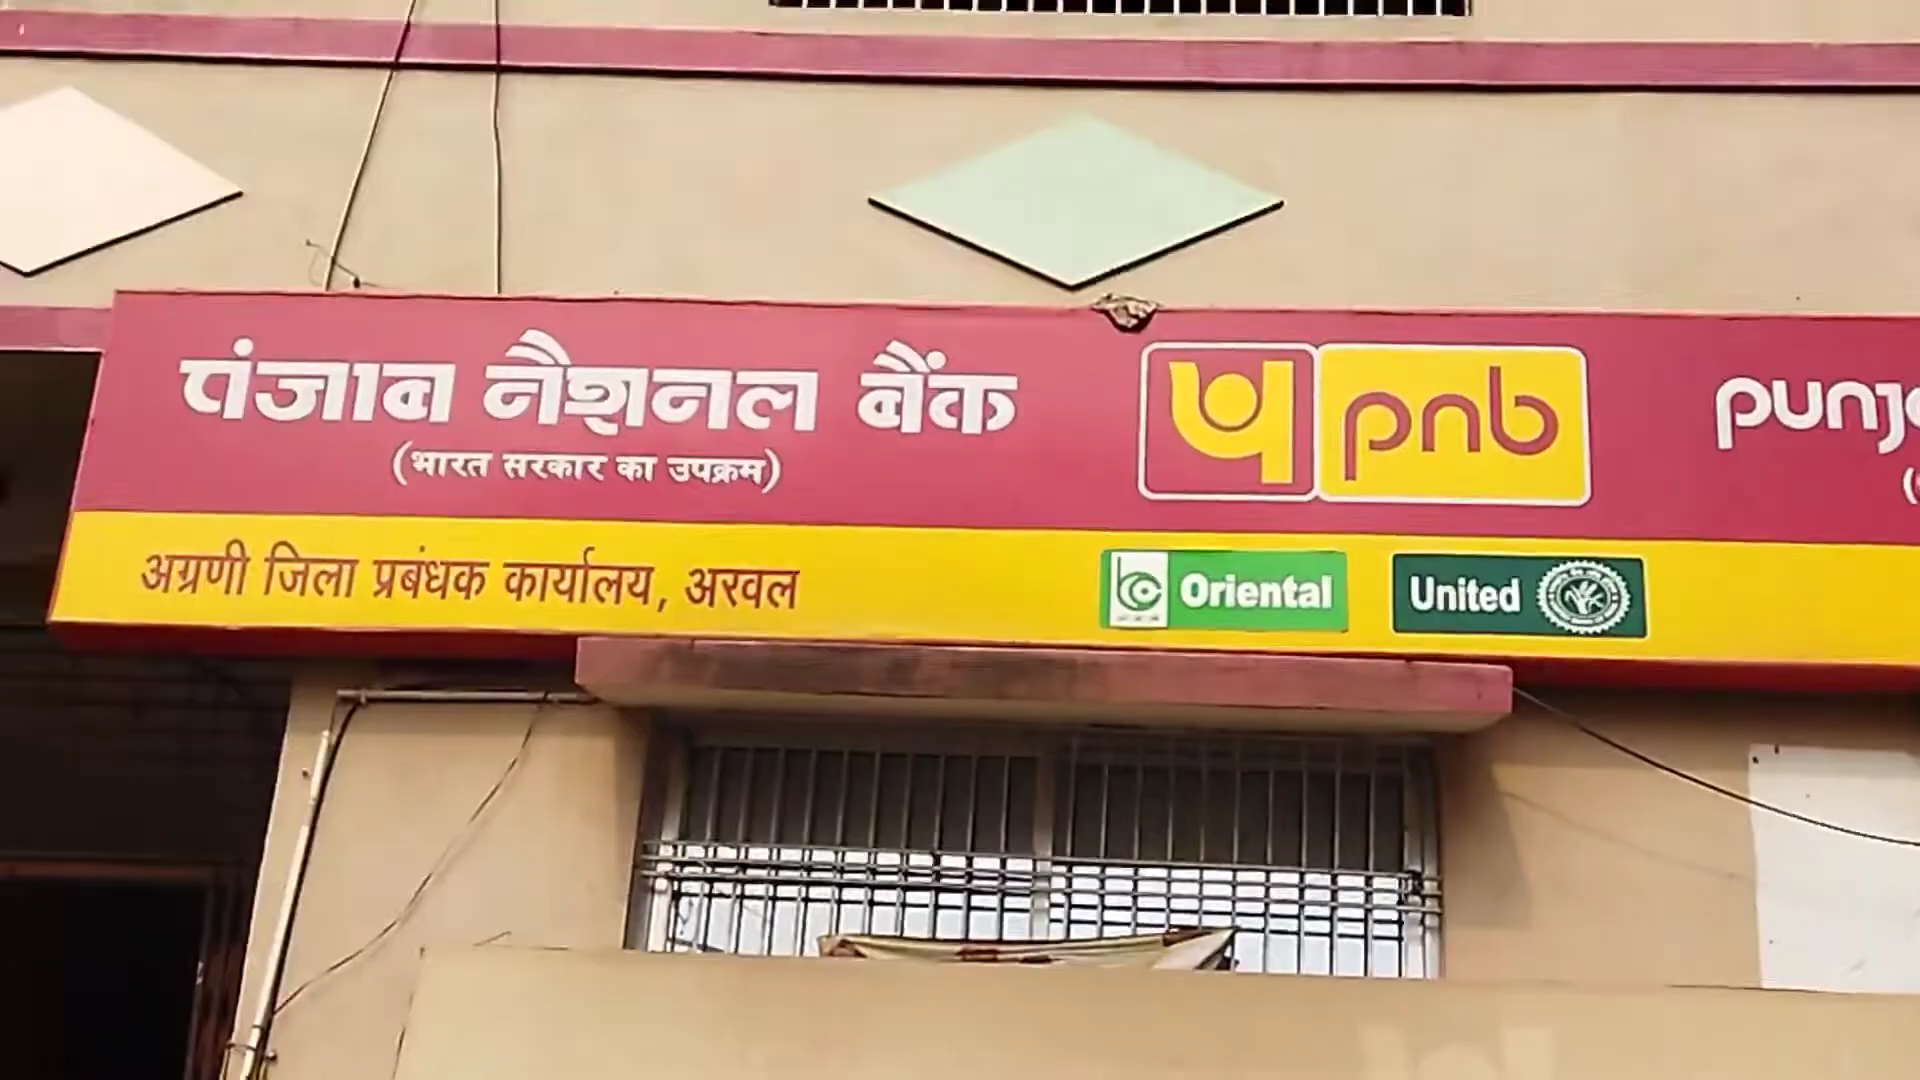 पंजाब नैशनल बैंक
(भारत सरकार का उपक्रम)
प pnb
punj
अग्रणी जिला प्रबंधक कार्यालय, अरवल
Oriental
United